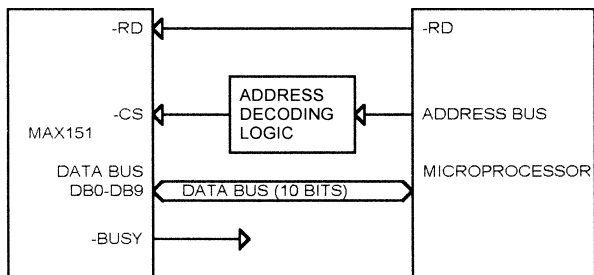 -RD
-RD
ADDRESS
DECODING
LOGIC
-CS
ADDRESS BUS
MAX151
DATA BUS
DB0-DB9
DATA BUS (10 BITS)
MICROPROCESSOR
-BUSY